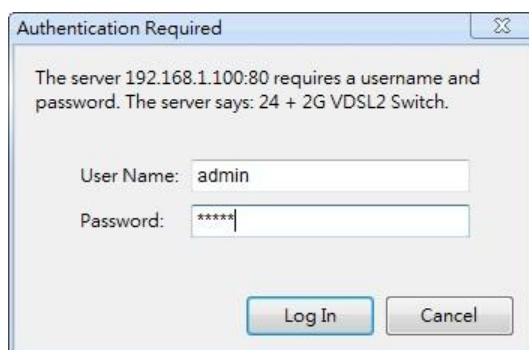 Authentication Required
The server 192.168.1.100:80 requires a username and
password. The server says: 24 + 2G VDSL2 Switch.
User Name: admin
Password: *****
Log In Cancel